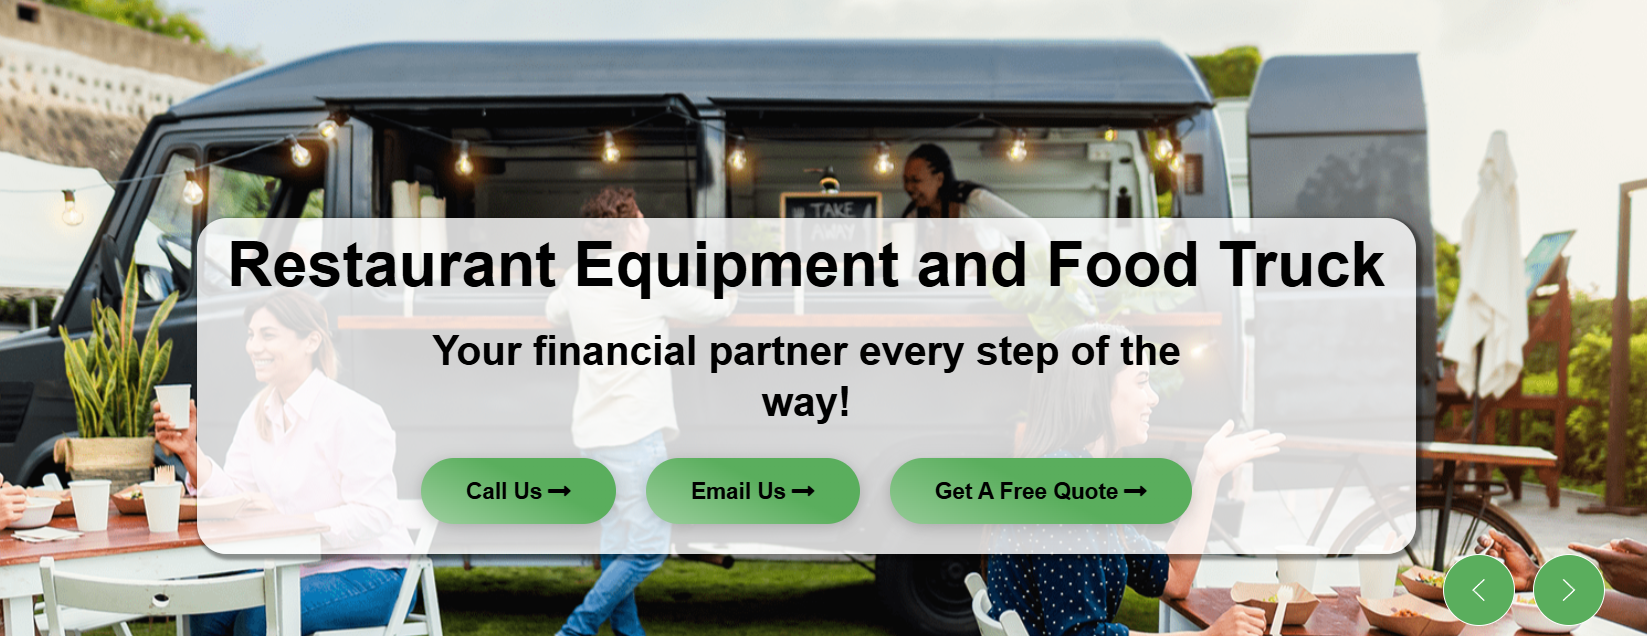 TAKE
AWAY
Restaurant Equipment and Food Truck
Your financial partner every step of the
way!
Call Us
Email Us
Get A Free Quote